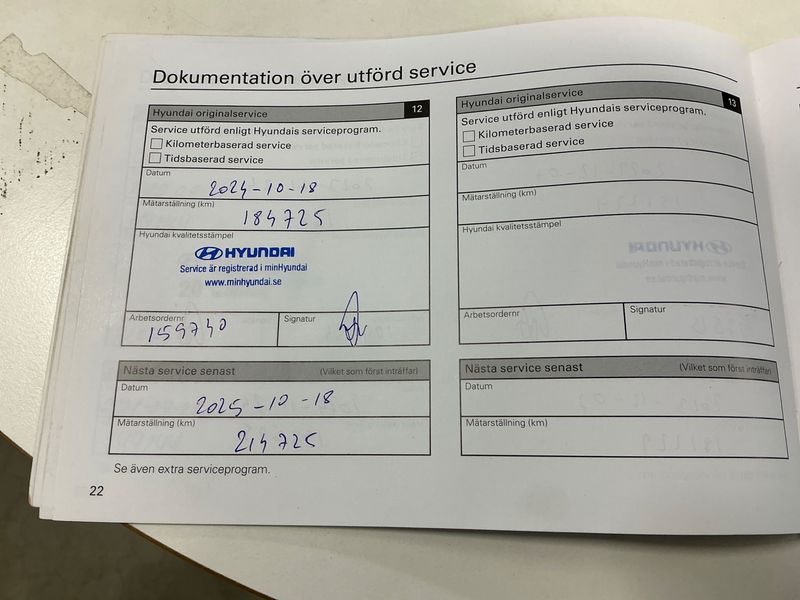 Dokumentation över utförd service
Hyundai originalservice 12
Service utförd enligt Hyundais serviceprogram.
Kilometerbaserad service
Tidsbaserad service
Datum
2024-10-18
Mätarställning (km)
184725
Hyundai kvalitetsstämpel
HYUNDAI
Service är registrerad i minHyundai
www.minhyundai.se
Arbetsordernr
159740
Signatur
Nästa service senast (Vilket som först inträffar)
Datum
2025-10-18
Mätarställning (km)
214725
Se även extra serviceprogram.
22
Hyundai originalservice 13
Service utförd enligt Hyundais serviceprogram.
Kilometerbaserad service
Tidsbaserad service
Datum
Mätarställning (km)
Hyundai kvalitetsstämpel
Arbetsordernr
Signatur
Nästa service senast (Vilket som först inträffar)
Datum
Mätarställning (km)